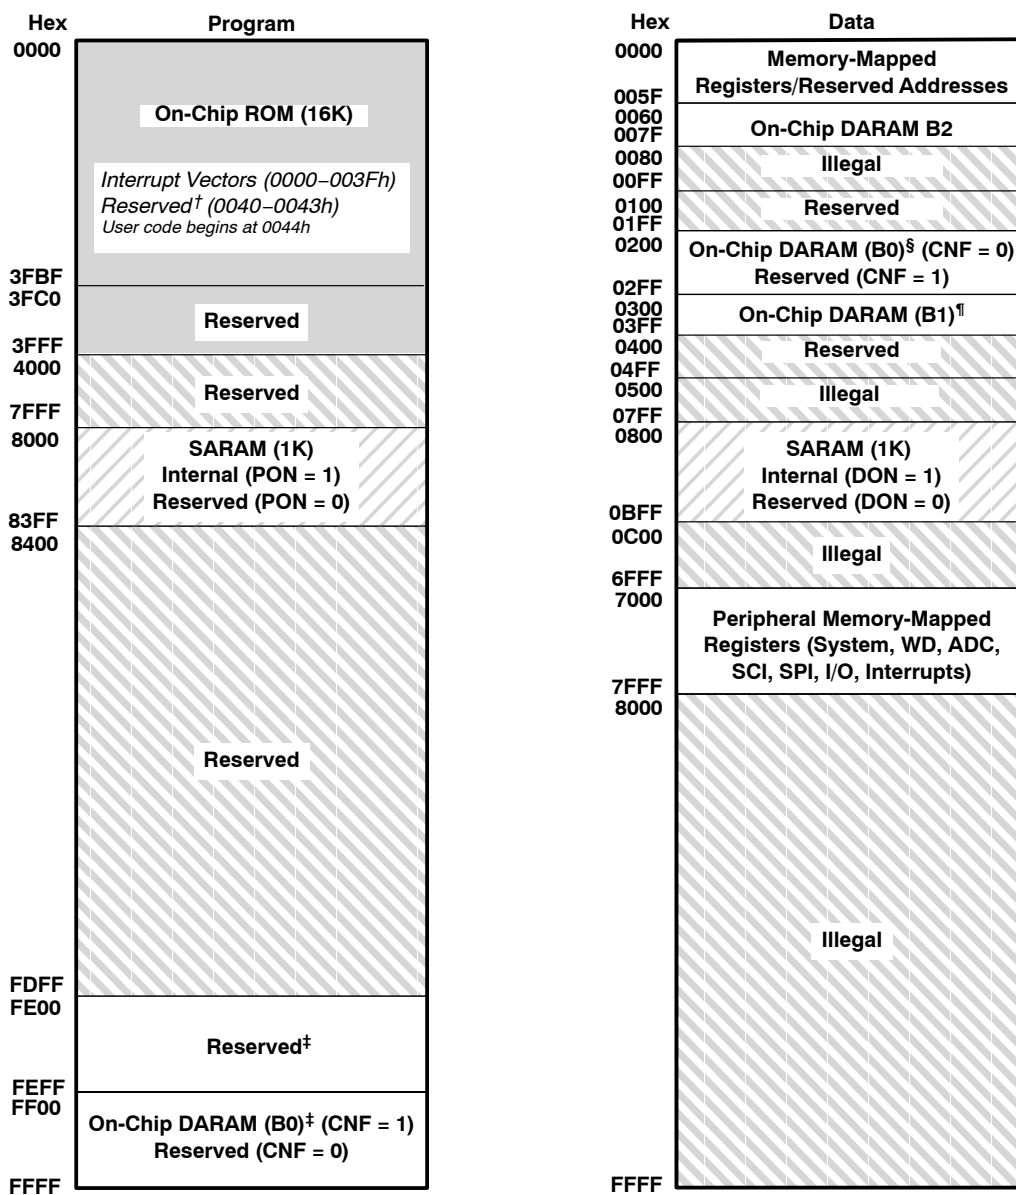 Hex Program
0000
On-Chip ROM (16K)
Interrupt Vectors (0000–003Fh)
Reserved† (0040–0043h)
User code begins at 0044h
3FBF
3FC0
Reserved
3FFF
4000
Reserved
7FFF
8000
SARAM (1K)
Internal (PON = 1)
Reserved (PON = 0)
83FF
8400
Reserved
FDFF
FE00
Reserved‡
FEFF
FF00
On-Chip DARAM (B0)‡ (CNF = 1)
Reserved (CNF = 0)
FFFF
Hex Data
0000
Memory-Mapped
Registers/Reserved Addresses
005F
0060
On-Chip DARAM B2
007F
0080
Illegal
00FF
0100
Reserved
01FF
0200
On-Chip DARAM (B0)§ (CNF = 0)
Reserved (CNF = 1)
02FF
0300
On-Chip DARAM (B1)¶
03FF
0400
Reserved
04FF
0500
Illegal
07FF
0800
SARAM (1K)
Internal (DON = 1)
Reserved (DON = 0)
0BFF
0C00
Illegal
6FFF
7000
Peripheral Memory-Mapped
Registers (System, WD, ADC,
SCI, SPI, I/O, Interrupts)
7FFF
8000
Illegal
FFFF